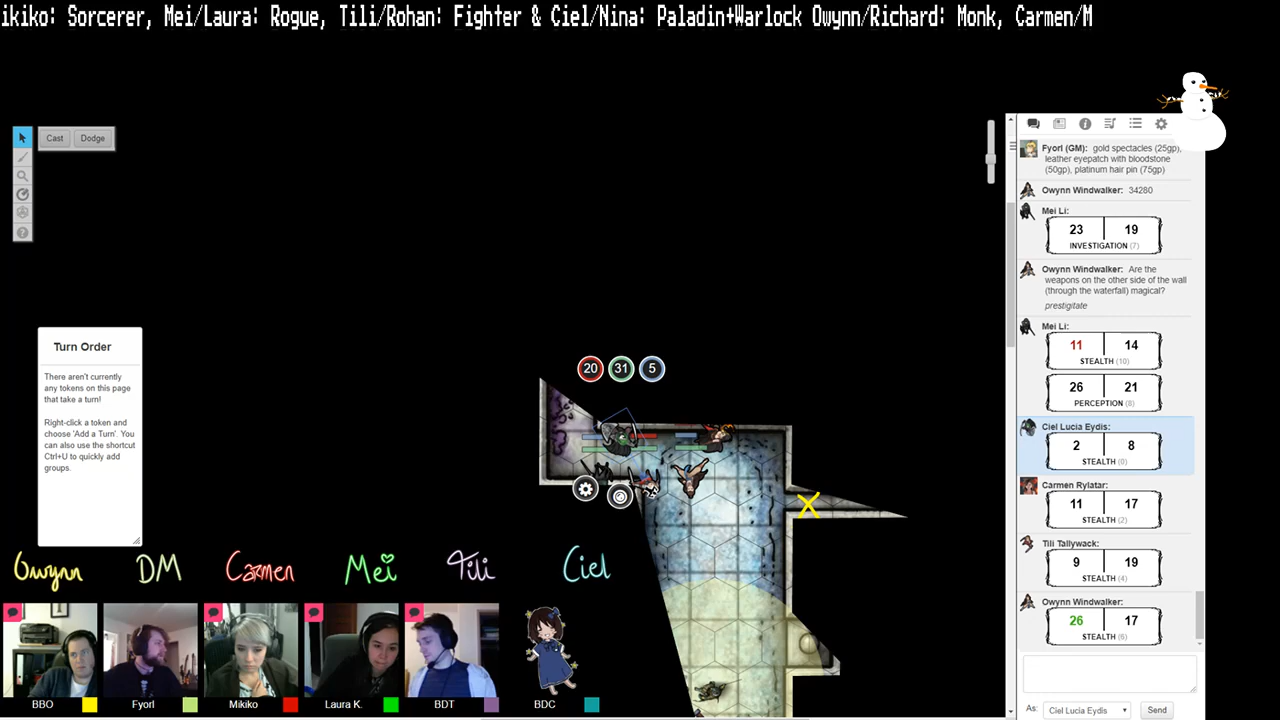 ikiko: Sorcerer, Mei/Laura: Rogue, Tili/Rohan: Fighter & Ciel/Nina: Paladin+Warlock Owynn/Richard: Monk, Carmen/M
Cast Dodge
Fyorl (GM): gold spectacles (25gp),
leather eyepatch with bloodstone
(50gp), platinum hair pin (75gp)
Owynn Windwalker: 34280
Mei Li:
23 19
INVESTIGATION (7)
Owynn Windwalker: Are the
weapons on the other side of the wall
(through the waterfall) magical?
prestigitate
Mei Li:
11 14
STEALTH (10)
26 21
PERCEPTION (8)
Ciel Lucia Eydis:
2 8
STEALTH (0)
Carmen Rylatar:
11 17
STEALTH (2)
Tili Tallywack:
9 19
STEALTH (4)
Owynn Windwalker:
26 17
STEALTH (6)
As: Ciel Lucia Eydis Send
Turn Order
There aren't currently
any tokens on this page
that take a turn!
Right-click a token and
choose 'Add a Turn'. You
can also use the shortcut
Ctrl+U to quickly add
groups.
20 31 5
X
Owynn DM Carmen Mei Tili Ciel
BBO Fyorl Mikiko Laura K. BDT BDC